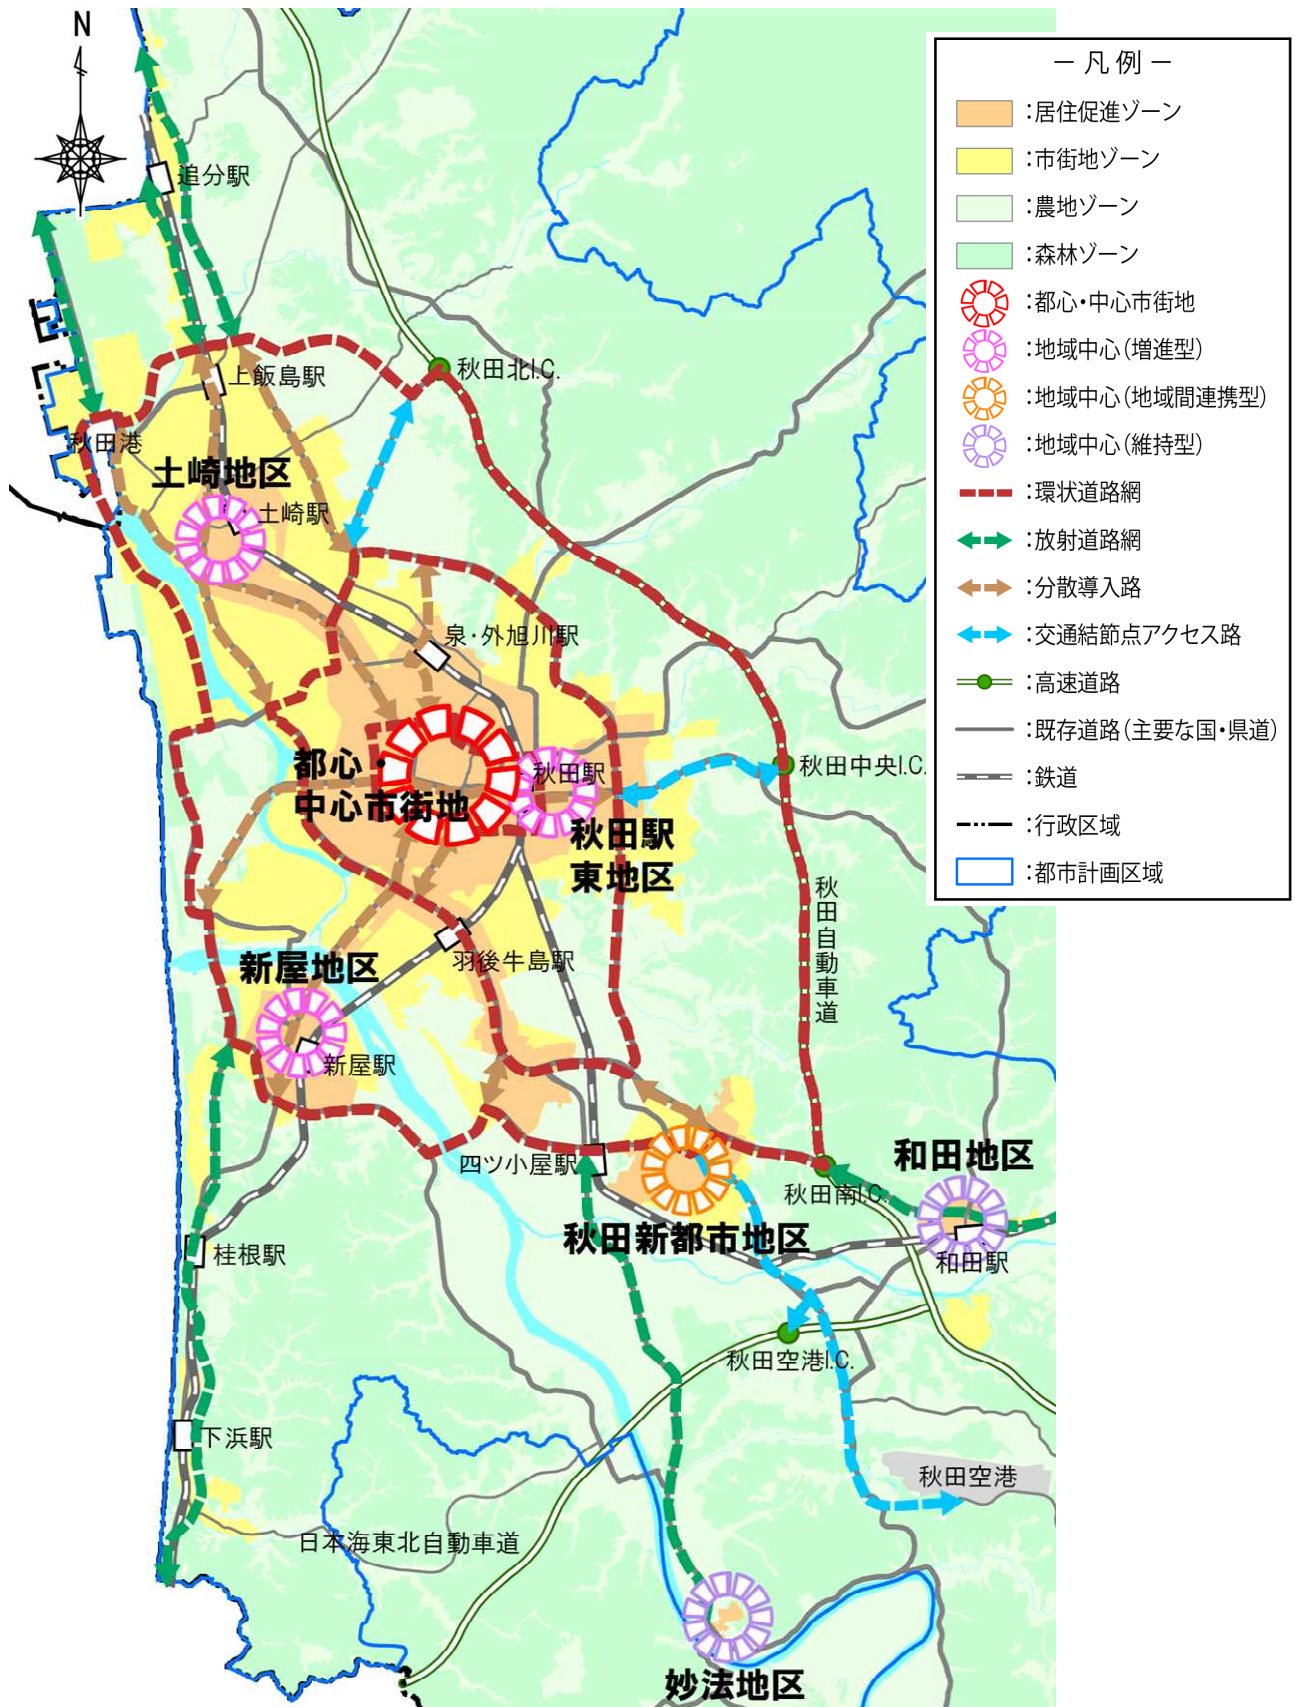 N
追分駅
上飯島駅
秋田北I.C.
秋田港
土崎地区
土崎駅
泉・外旭川駅
都心・
中心市街地
秋田駅
秋田駅
東地区
秋田中央I.C.
秋田自動車道
新屋地区
羽後牛島駅
新屋駅
四ツ小屋駅
秋田南I.C.
和田地区
秋田新都市地区
和田駅
桂根駅
秋田空港I.C.
下浜駅
秋田空港
日本海東北自動車道
妙法地区
－ 凡 例 －
：居住促進ゾーン
：市街地ゾーン
：農地ゾーン
：森林ゾーン
：都心・中心市街地
：地域中心（増進型）
：地域中心（地域間連携型）
：地域中心（維持型）
：環状道路網
：放射道路網
：分散導入路
：交通結節点アクセス路
：高速道路
：既存道路（主要な国・県道）
：鉄道
：行政区域
：都市計画区域